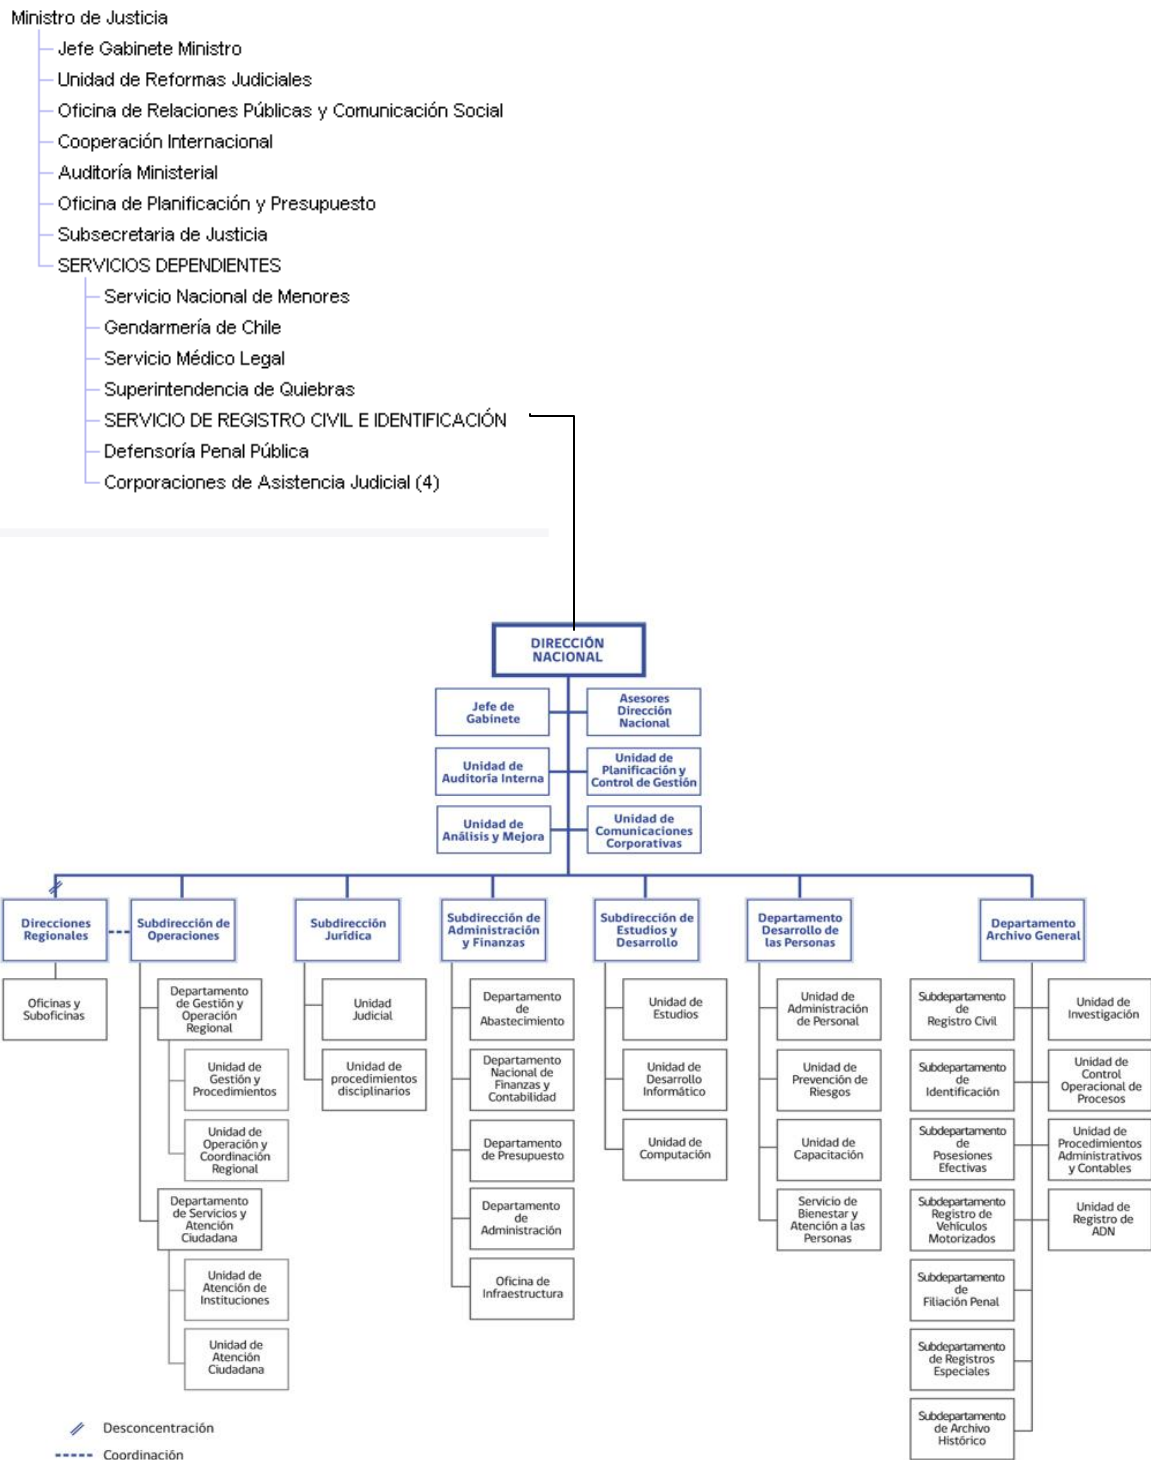 Ministro de Justicia
Jefe Gabinete Ministro
Unidad de Reformas Judiciales
Oficina de Relaciones Públicas y Comunicación Social
Cooperación Internacional
Auditoría Ministerial
Oficina de Planificación y Presupuesto
Subsecretaria de Justicia
SERVICIOS DEPENDIENTES
Servicio Nacional de Menores
Gendarmería de Chile
Servicio Médico Legal
Superintendencia de Quiebras
SERVICIO DE REGISTRO CIVIL E IDENTIFICACIÓN
Defensoría Penal Pública
Corporaciones de Asistencia Judicial (4)
DIRECCIÓN
NACIONAL
Jefe de
Gabinete
Asesores
Dirección
Nacional
Unidad de
Auditoría Interna
Unidad de
Planificación y
Control de Gestión
Unidad de
Análisis y Mejora
Unidad de
Comunicaciones
Corporativas
Direcciones
Regionales
Subdirección de
Operaciones
Subdirección
Jurídica
Subdirección de
Administración
y Finanzas
Subdirección de
Estudios y
Desarrollo
Departamento
Desarrollo de
las Personas
Departamento
Archivo General
Oficinas y
Suboficinas
Departamento
de Gestión y
Operación
Regional
Unidad de
Gestión y
Procedimientos
Unidad de
Operación y
Coordinación
Regional
Departamento
de Servicios y
Atención
Ciudadana
Unidad de
Atención de
Instituciones
Unidad de
Atención
Ciudadana
Unidad
Judicial
Unidad de
procedimientos
disciplinarios
Departamento
de
Abastecimiento
Departamento
Nacional de
Finanzas y
Contabilidad
Departamento
de Presupuesto
Departamento
de
Administración
Oficina de
Infraestructura
Unidad de
Estudios
Unidad de
Desarrollo
Informático
Unidad de
Computación
Unidad de
Administración
de Personal
Unidad de
Prevención de
Riesgos
Unidad de
Capacitación
Servicio de
Bienestar y
Atención a las
Personas
Subdepartamento
de
Registro Civil
Subdepartamento
de
Identificación
Subdepartamento
de
Posesiones
Efectivas
Subdepartamento
Registro de
Vehículos
Motorizados
Subdepartamento
de
Filiación Penal
Subdepartamento
de Registros
Especiales
Subdepartamento
de Archivo
Histórico
Unidad de
Investigación
Unidad de
Control
Operacional de
Procesos
Unidad de
Procedimientos
Administrativos
y Contables
Unidad de
Registro de
ADN
Desconcentración
Coordinación